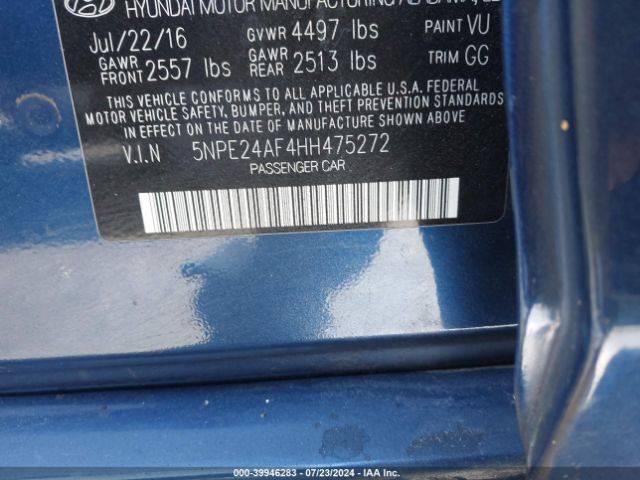 HYUNDAI MOTOR MANUFACTURING
Jul/22/16 GVWR 4497 lbs PAINT VU
GAWR FRONT 2557 lbs GAWR REAR 2513 lbs TRIM GG
THIS VEHICLE CONFORMS TO ALL APPLICABLE U.S.A. FEDERAL
MOTOR VEHICLE SAFETY, BUMPER, AND THEFT PREVENTION STANDARDS
IN EFFECT ON THE DATE OF MANUFACTURE SHOWN ABOVE.
V.I.N 5NPE24AF4HH475272
PASSENGER CAR
000-39946283 - 07/23/2024 - IAA Inc.